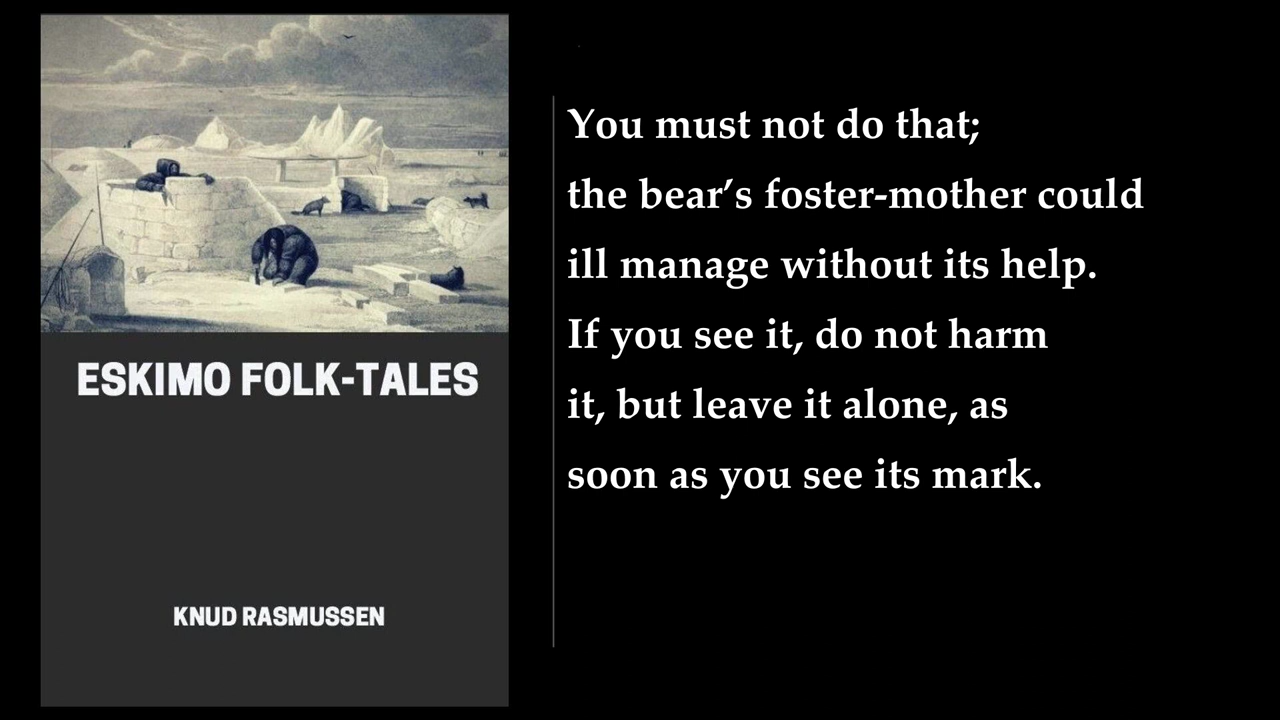 ESKIMO FOLK-TALES
KNUD RASMUSSEN
You must not do that;
the bear’s foster-mother could
ill manage without its help.
If you see it, do not harm
it, but leave it alone, as
soon as you see its mark.